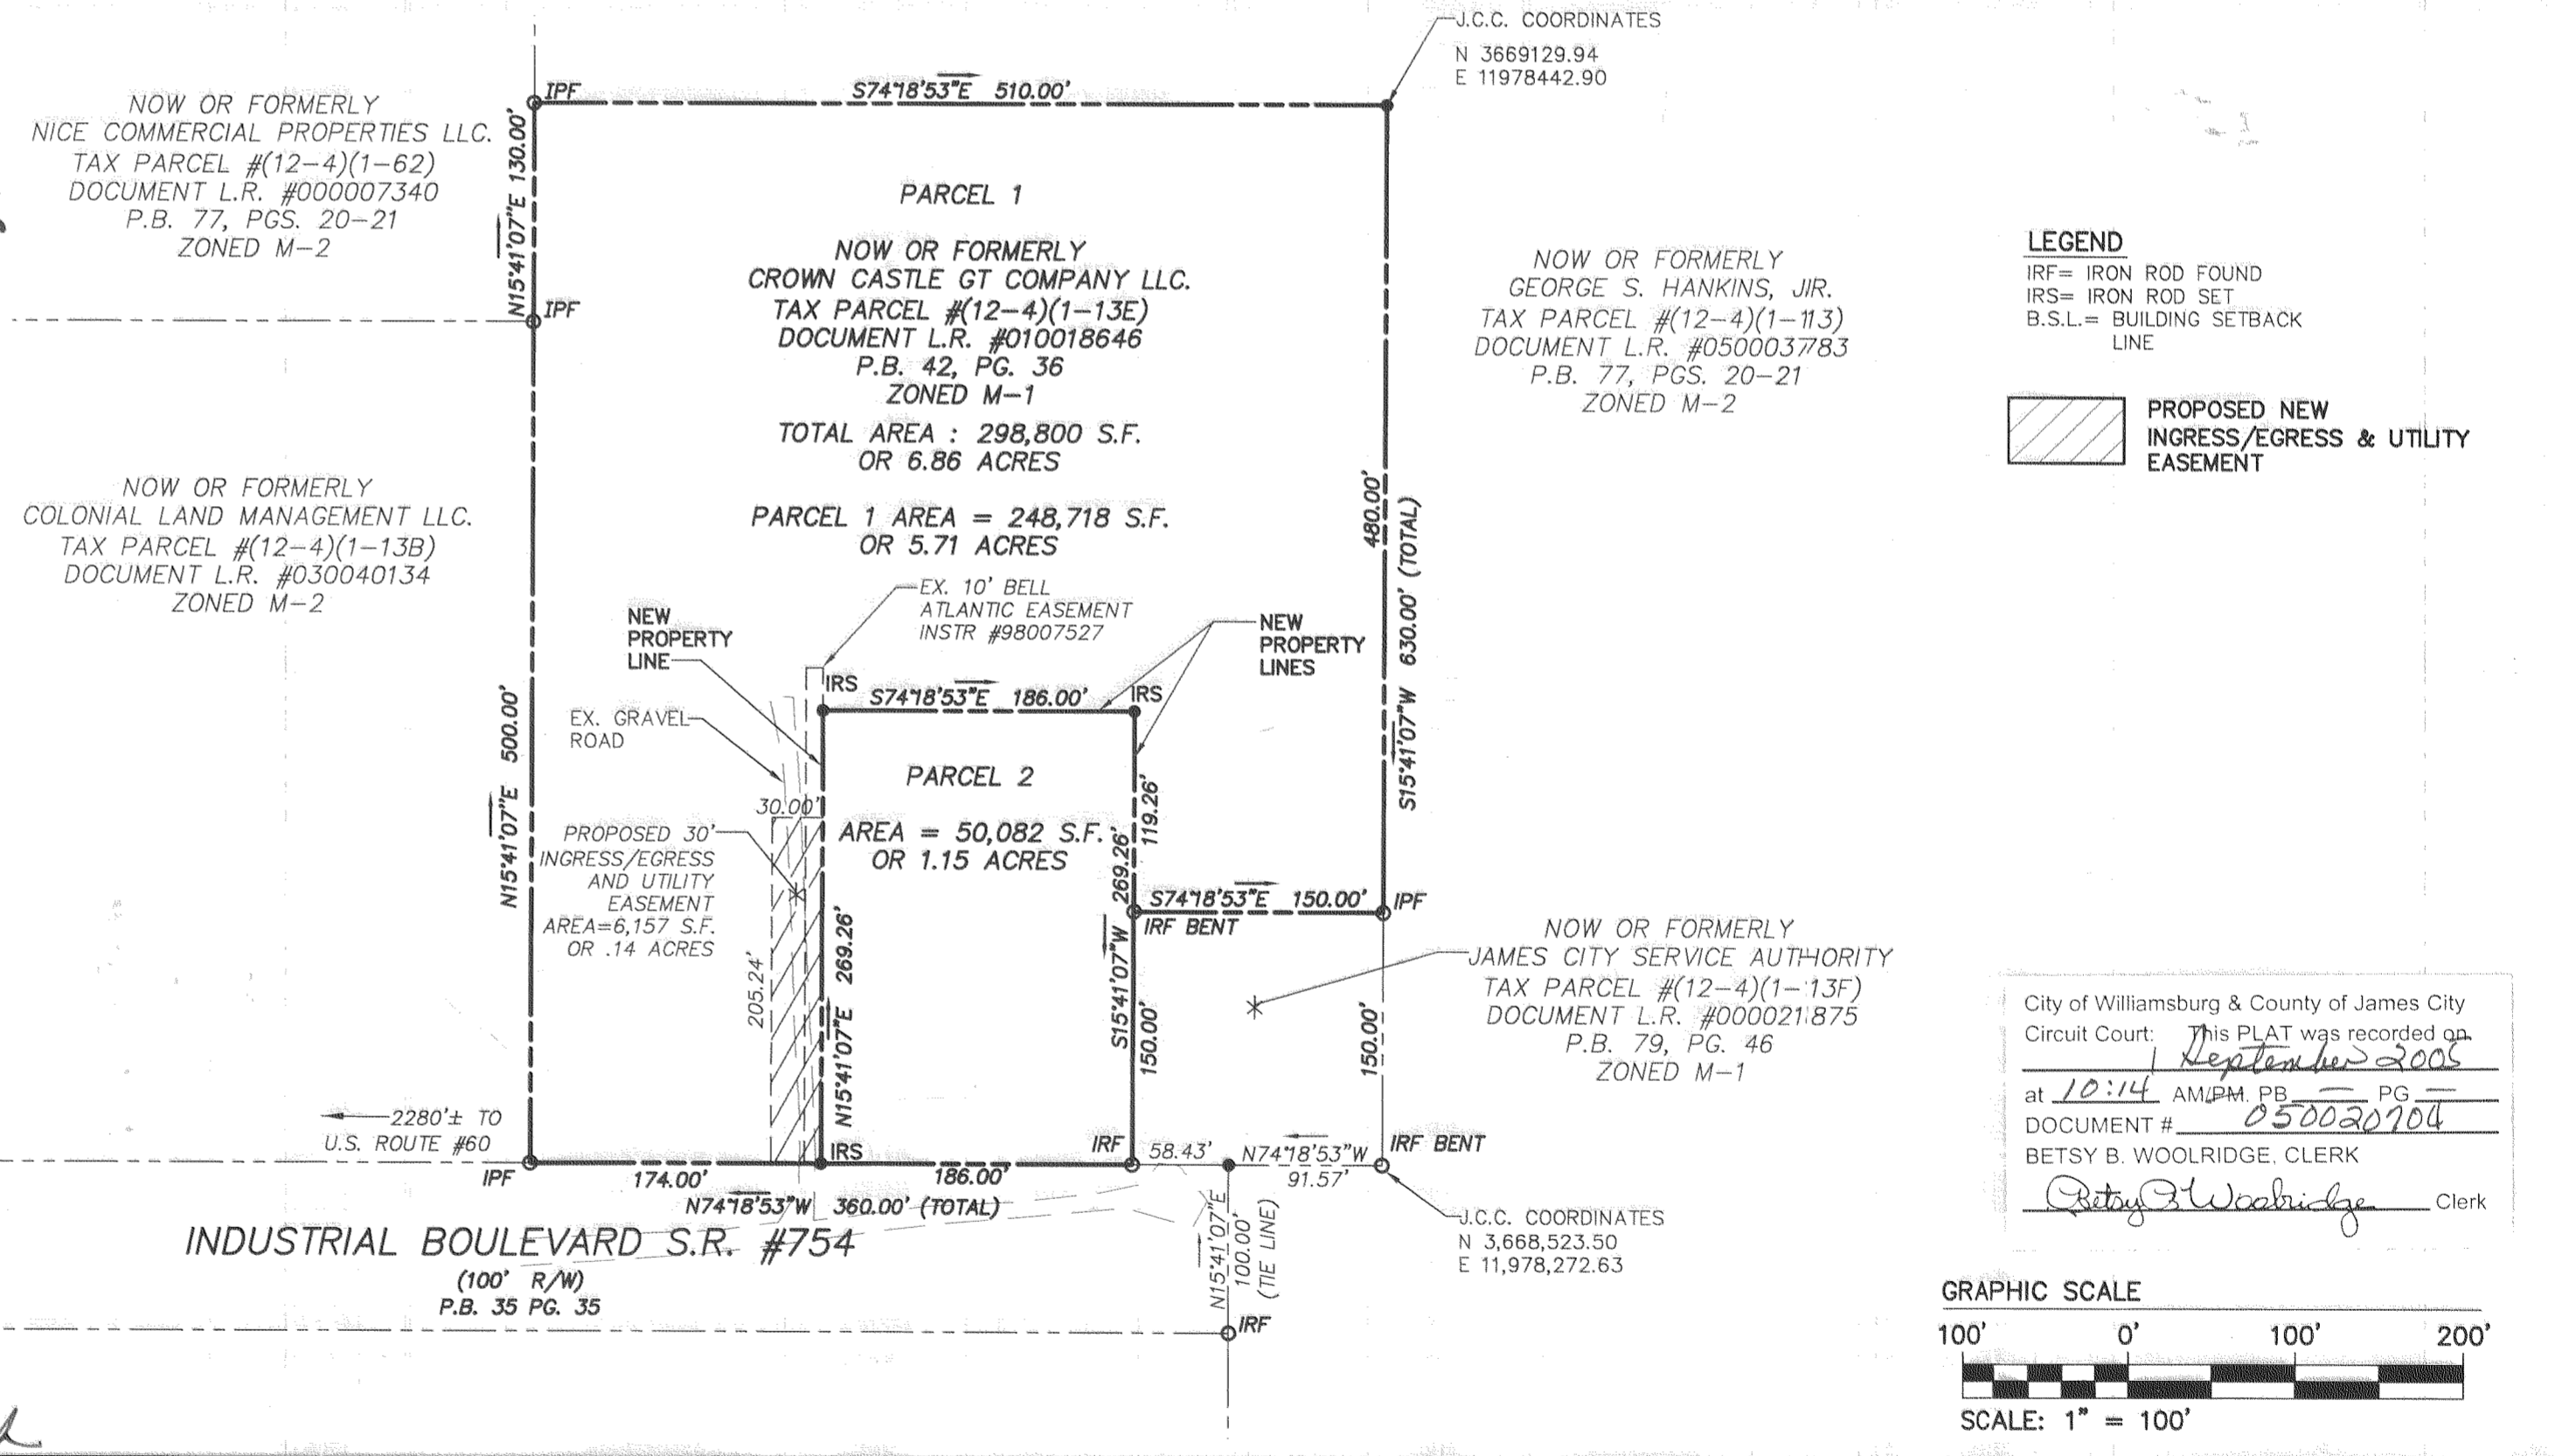 J.C.C. COORDINATES
N 3669129.94
E 11978442.90
IPF
S74°18'53"E 510.00'
NOW OR FORMERLY
NICE COMMERCIAL PROPERTIES LLC.
TAX PARCEL #(12-4)(1-62)
DOCUMENT L.R. #000007340
P.B. 77, PGS. 20-21
ZONED M-2
N15°41'07"E 130.00'
IPF
PARCEL 1
NOW OR FORMERLY
CROWN CASTLE GT COMPANY LLC.
TAX PARCEL #(12-4)(1-13E)
DOCUMENT L.R. #010018646
P.B. 42, PG. 36
ZONED M-1
TOTAL AREA : 298,800 S.F.
OR 6.86 ACRES
PARCEL 1 AREA = 248,718 S.F.
OR 5.71 ACRES
NOW OR FORMERLY
GEORGE S. HANKINS, JR.
TAX PARCEL #(12-4)(1-113)
DOCUMENT L.R. #050003783
P.B. 77, PGS. 20-21
ZONED M-2
LEGEND
IRF= IRON ROD FOUND
IRS= IRON ROD SET
B.S.L.= BUILDING SETBACK
LINE
PROPOSED NEW
INGRESS/EGRESS & UTILITY
EASEMENT
NOW OR FORMERLY
COLONIAL LAND MANAGEMENT LLC.
TAX PARCEL #(12-4)(1-13B)
DOCUMENT L.R. #030040134
ZONED M-2
N15°41'07"E 500.00'
480.00'
S15°41'07"W 630.00' (TOTAL)
EX. 10' BELL
ATLANTIC EASEMENT
INSTR #98007527
NEW
PROPERTY
LINE
NEW
PROPERTY
LINES
IRS
S74°18'53"E 186.00'
IRS
EX. GRAVEL
ROAD
PARCEL 2
AREA = 50,082 S.F.
OR 1.15 ACRES
30.00'
PROPOSED 30'
INGRESS/EGRESS
AND UTILITY
EASEMENT
AREA=6,157 S.F.
OR .14 ACRES
205.24'
N15°41'07"E 269.26'
119.26'
S15°41'07"W 269.26'
150.00'
S74°18'53"E 150.00'
IPF
IRF BENT
150.00'
NOW OR FORMERLY
JAMES CITY SERVICE AUTHORITY
TAX PARCEL #(12-4)(1-13F)
DOCUMENT L.R. #000021875
P.B. 79, PG. 46
ZONED M-1
2280'± TO
U.S. ROUTE #60
IPF
174.00'
IRS
186.00'
IRF
58.43'
N74°18'53"W
91.57'
IRF BENT
N74°18'53"W 360.00' (TOTAL)
INDUSTRIAL BOULEVARD S.R. #754
(100' R/W)
P.B. 35 PG. 35
N15°41'07"E
100.00'
(TIE LINE)
IRF
J.C.C. COORDINATES
N 3,668,523.50
E 11,978,272.63
City of Williamsburg & County of James City
Circuit Court: This PLAT was recorded on
1 September 2005
at 10:14 AM/PM. PB — PG —
DOCUMENT # 050020704
BETSY B. WOOLRIDGE, CLERK
Betsy B Woolridge Clerk
GRAPHIC SCALE
100' 0' 100' 200'
SCALE: 1" = 100'